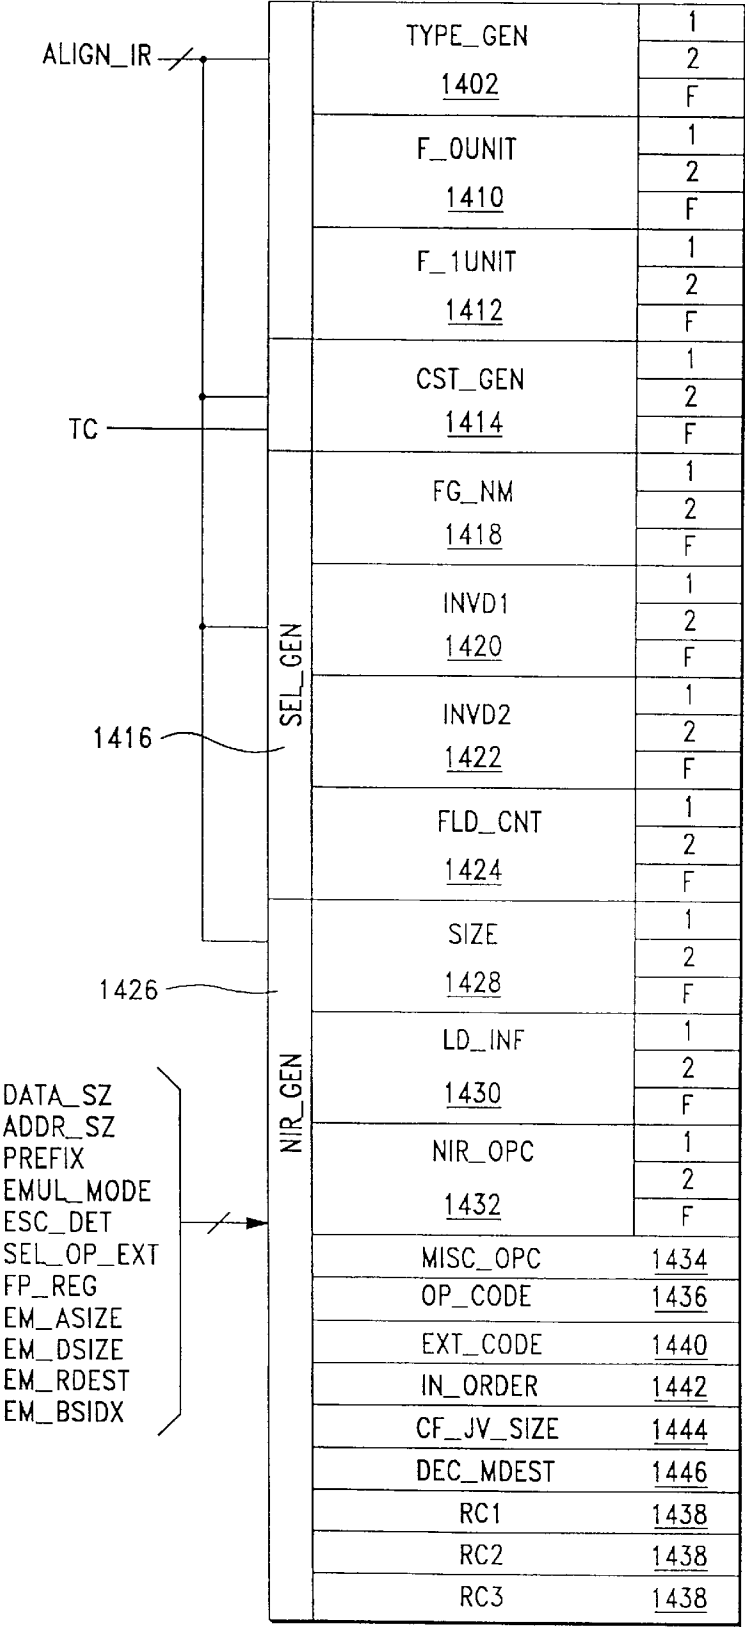 ALIGN_IR
TYPE_GEN
1402
1
2
F
F_0UNIT
1410
1
2
F
F_1UNIT
1412
1
2
F
TC
CST_GEN
1414
1
2
F
SEL_GEN
1416
FG_NM
1418
1
2
F
INVD1
1420
1
2
F
INVD2
1422
1
2
F
FLD_CNT
1424
1
2
F
NIR_GEN
1426
SIZE
1428
1
2
F
LD_INF
1430
1
2
F
NIR_OPC
1432
1
2
F
DATA_SZ
ADDR_SZ
PREFIX
EMUL_MODE
ESC_DET
SEL_OP_EXT
FP_REG
EM_ASIZE
EM_DSIZE
EM_RDEST
EM_BSIDX
MISC_OPC 1434
OP_CODE 1436
EXT_CODE 1440
IN_ORDER 1442
CF_JV_SIZE 1444
DEC_MDEST 1446
RC1 1438
RC2 1438
RC3 1438